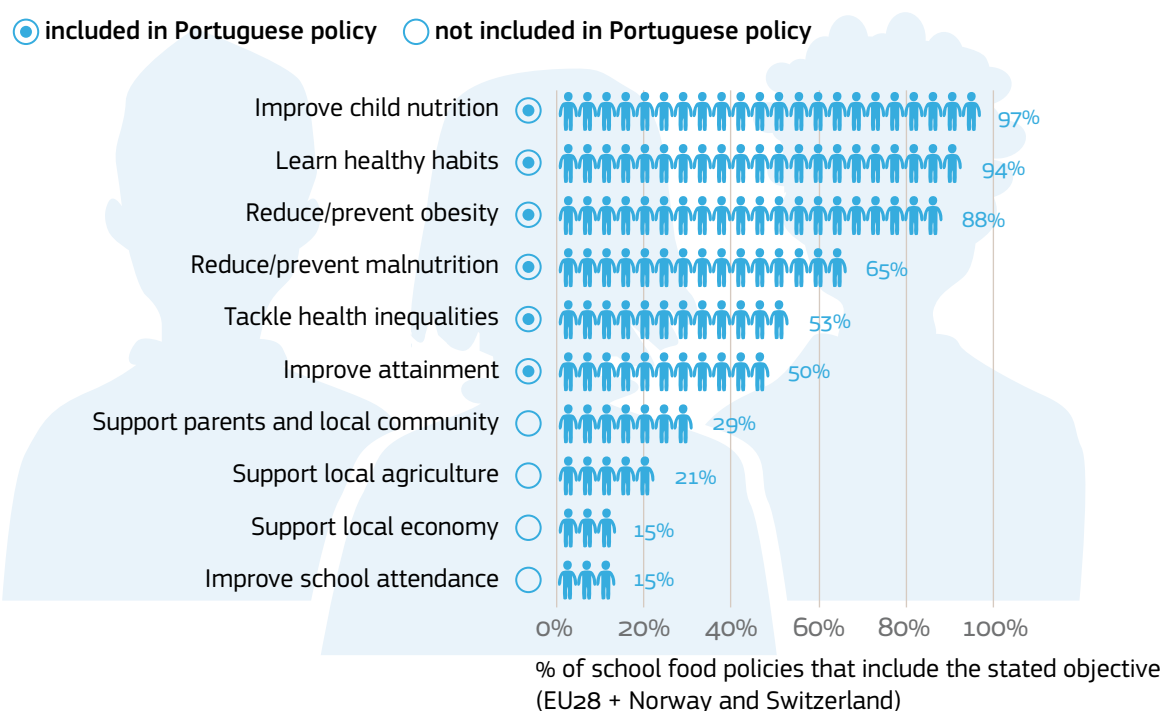 included in Portuguese policy not included in Portuguese policy
Improve child nutrition 97%
Learn healthy habits 94%
Reduce/prevent obesity 88%
Reduce/prevent malnutrition 65%
Tackle health inequalities 53%
Improve attainment 50%
Support parents and local community 29%
Support local agriculture 21%
Support local economy 15%
Improve school attendance 15%
0% 20% 40% 60% 80% 100%
% of school food policies that include the stated objective
(EU28 + Norway and Switzerland)